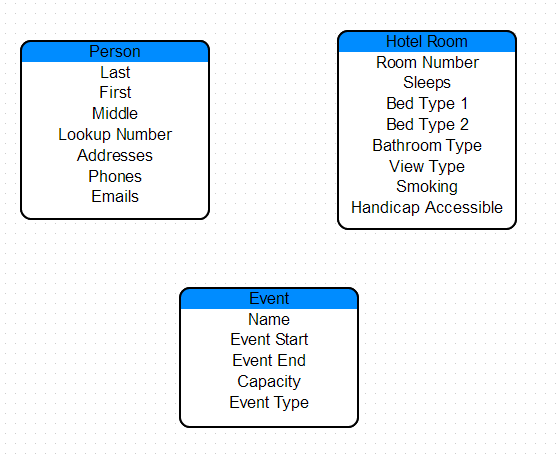 Person
Last
First
Middle
Lookup Number
Addresses
Phones
Emails
Hotel Room
Room Number
Sleeps
Bed Type 1
Bed Type 2
Bathroom Type
View Type
Smoking
Handicap Accessible
Event
Name
Event Start
Event End
Capacity
Event Type